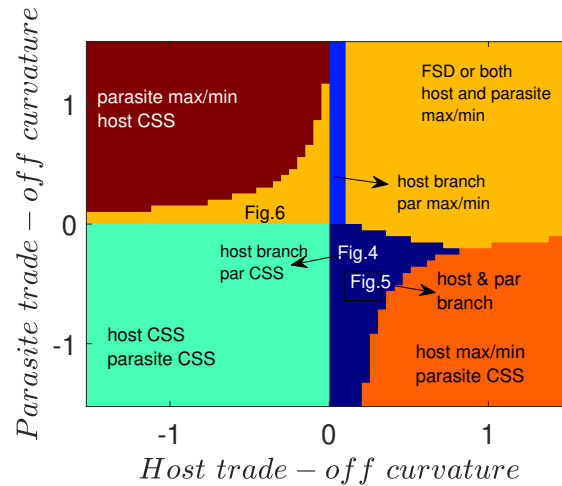 parasite max/min
host CSS
FSD or both
host and parasite
max/min
host branch
par max/min
Fig.6
host branch
par CSS
Fig.4
Fig.5
host & par
branch
host CSS
parasite CSS
host max/min
parasite CSS
1
0
-1
-1
0
1
Parasite trade-off curvature
Host trade-off curvature